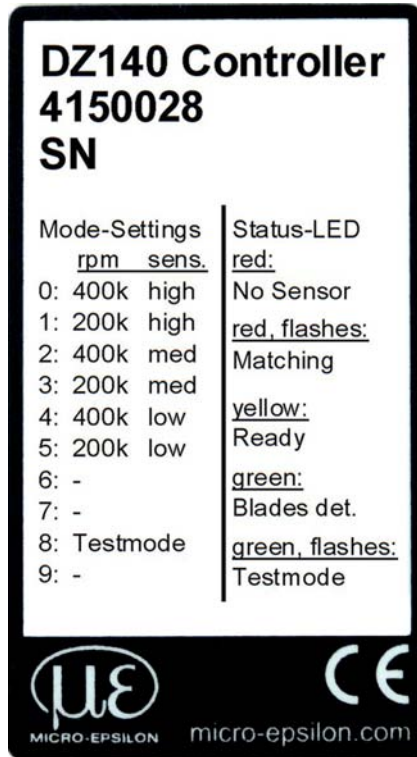 DZ140 Controller
4150028
SN
Mode-Settings
rpm sens.
0: 400k high
1: 200k high
2: 400k med
3: 200k med
4: 400k low
5: 200k low
6: -
7: -
8: Testmode
9: -
Status-LED
red:
No Sensor
red, flashes:
Matching
yellow:
Ready
green:
Blades det.
green, flashes:
Testmode
με
MICRO-EPSILON
CE
micro-epsilon.com